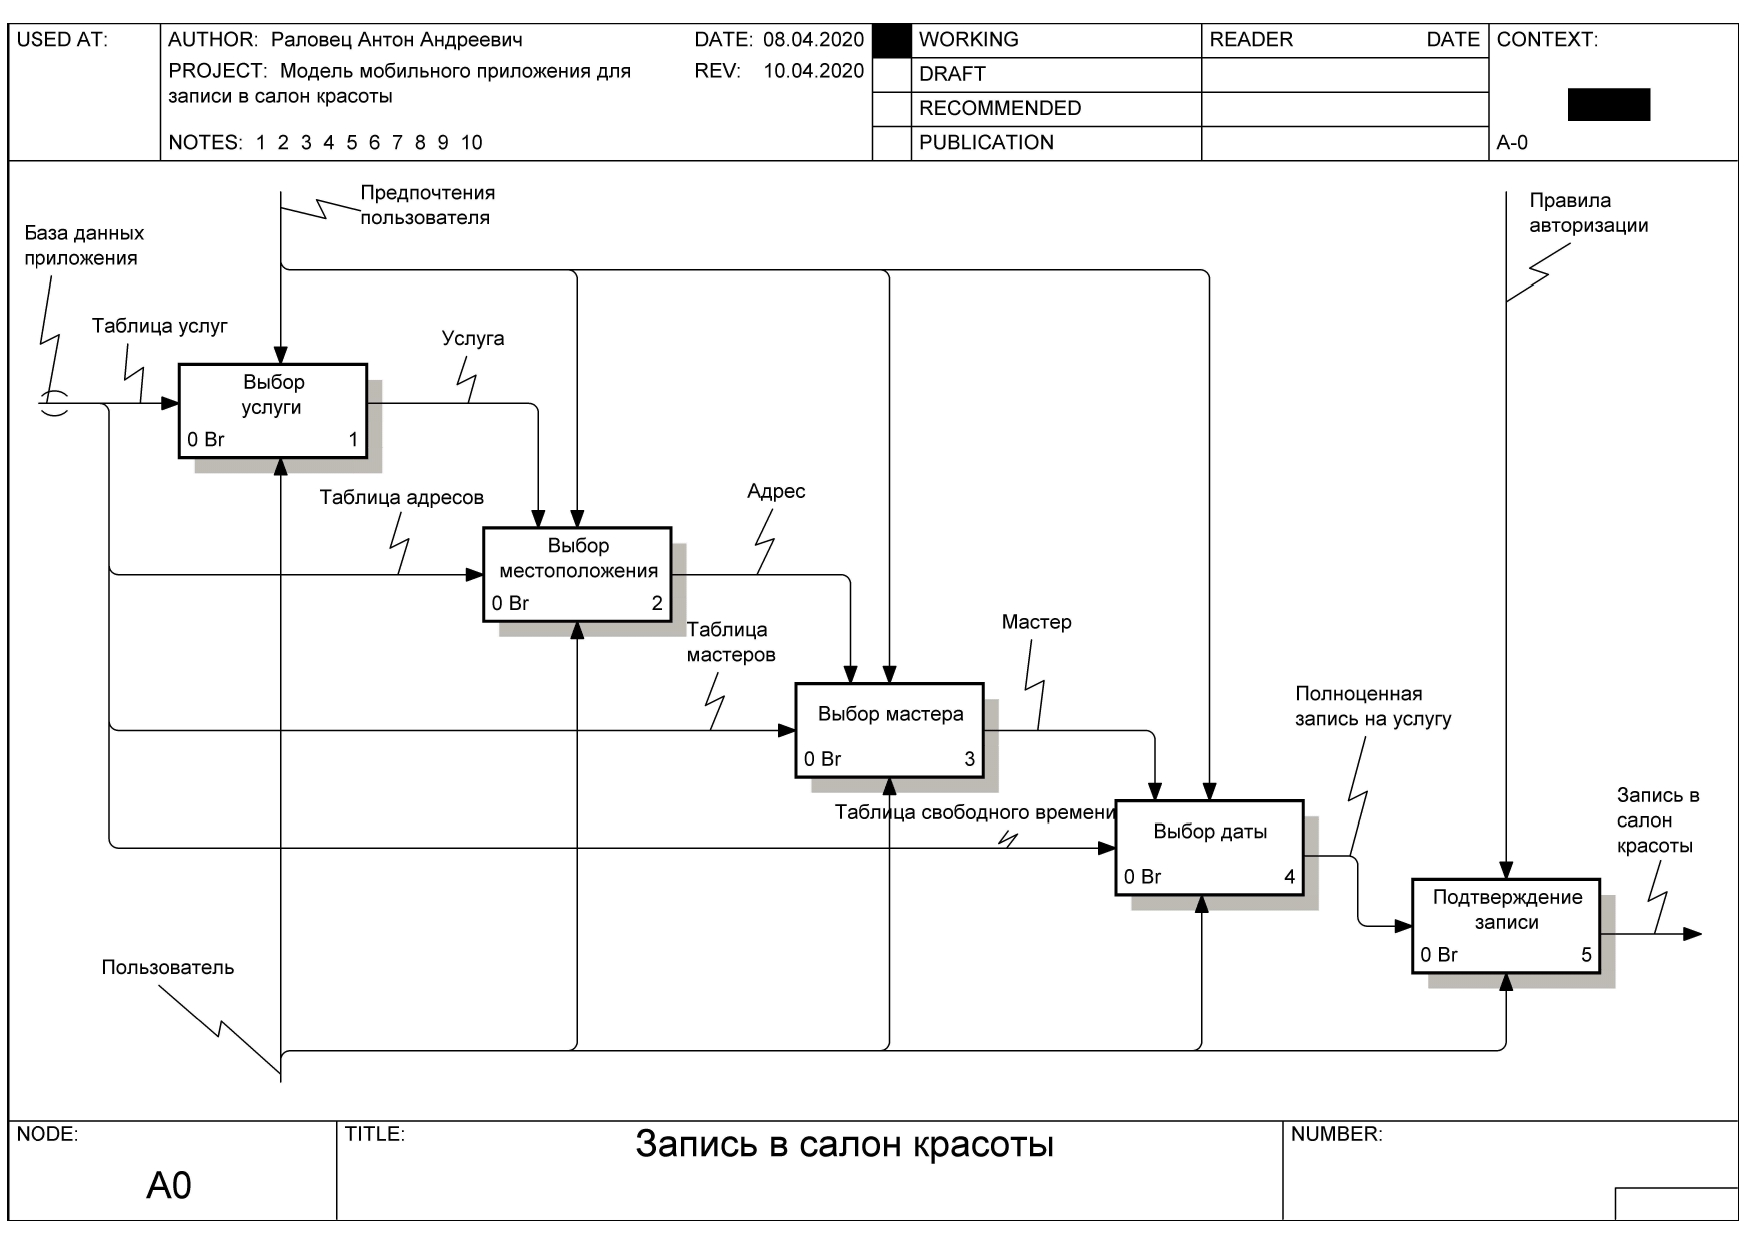 USED AT:
AUTHOR: Раловец Антон Андреевич
DATE: 08.04.2020
PROJECT: Модель мобильного приложения для
записи в салон красоты
REV: 10.04.2020
NOTES: 1 2 3 4 5 6 7 8 9 10
WORKING
DRAFT
RECOMMENDED
PUBLICATION
READER DATE
CONTEXT:
A-0
Предпочтения
пользователя
Правила
авторизации
База данных
приложения
Таблица услуг
Услуга
Выбор
услуги
0 Br 1
Таблица адресов
Адрес
Выбор
местоположения
0 Br 2
Таблица
мастеров
Мастер
Выбор мастера
0 Br 3
Полноценная
запись на услугу
Таблица свободного времени
Выбор даты
0 Br 4
Запись в
салон
красоты
Подтверждение
записи
0 Br 5
Пользователь
NODE:
A0
TITLE:
Запись в салон красоты
NUMBER: